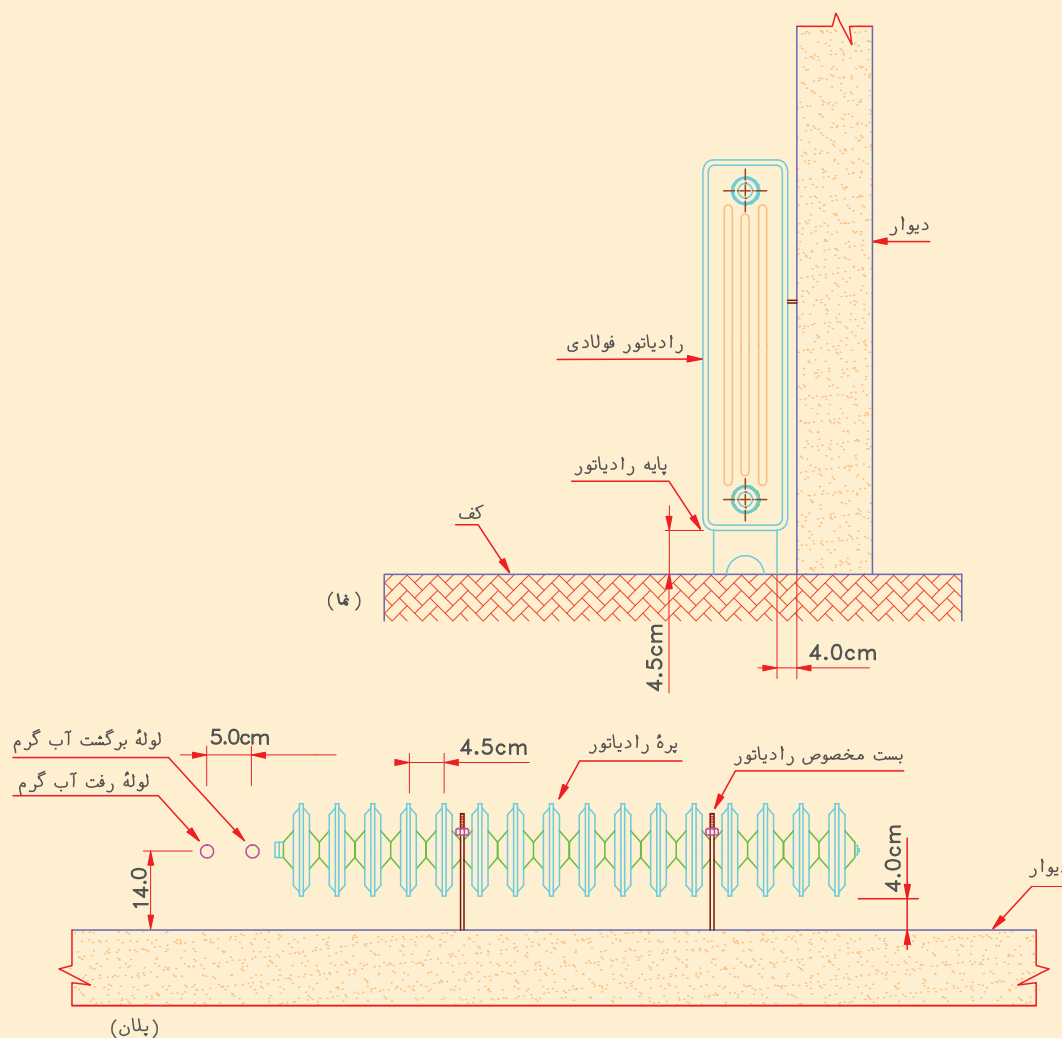 دیوار
رادیاتور فولادی
پایه رادیاتور
کف
(نما)
4.5cm
4.0cm
لولهٔ برگشت آب گرم
5.0cm
4.5cm
پرهٔ رادیاتور
بست مخصوص رادیاتور
لولهٔ رفت آب گرم
14.0
4.0cm
دیوار
(پلان)